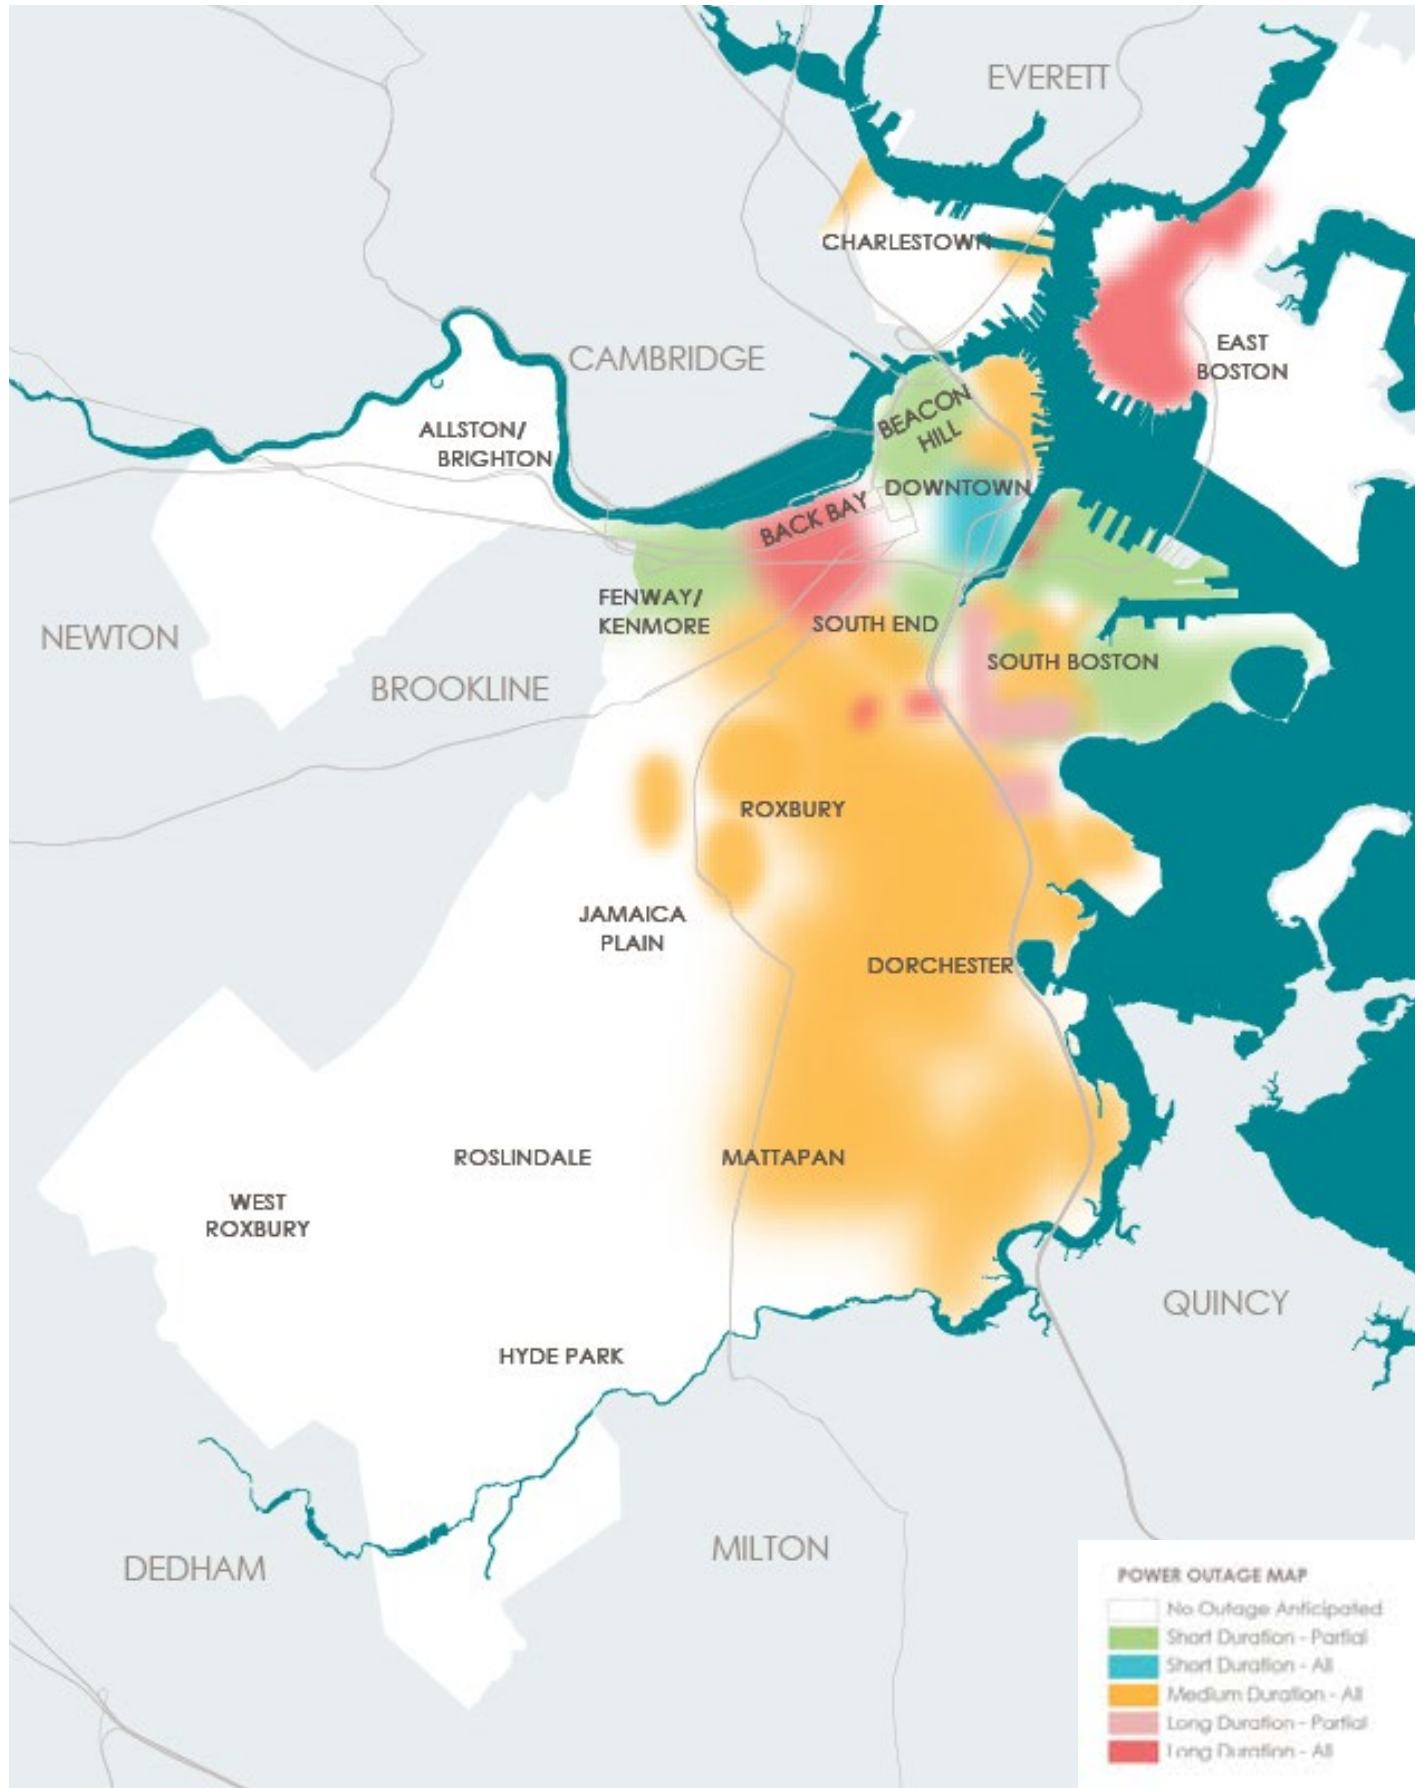 EVERETT
CHARLESTOWN
EAST
BOSTON
CAMBRIDGE
BEACON
HILL
ALLSTON/
BRIGHTON
DOWNTOWN
BACK BAY
FENWAY/
KENMORE
SOUTH END
NEWTON
SOUTH BOSTON
BROOKLINE
ROXBURY
JAMAICA
PLAIN
DORCHESTER
ROSLINDALE
MATTAPAN
WEST
ROXBURY
QUINCY
HYDE PARK
MILTON
DEDHAM
POWER OUTAGE MAP
No Outage Anticipated
Short Duration - Partial
Short Duration - All
Medium Duration - All
Long Duration - Partial
Long Duration - All